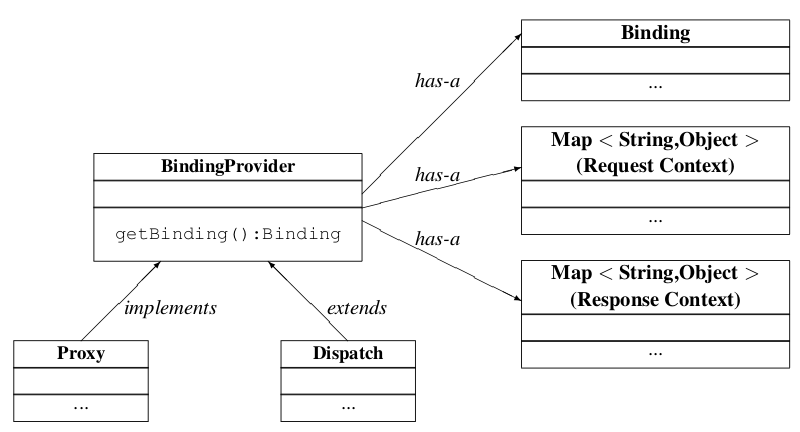 Binding
...
has-a
Map < String,Object >
(Request Context)
...
has-a
BindingProvider
getBinding():Binding
has-a
Map < String,Object >
(Response Context)
...
implements
extends
Proxy
...
Dispatch
...